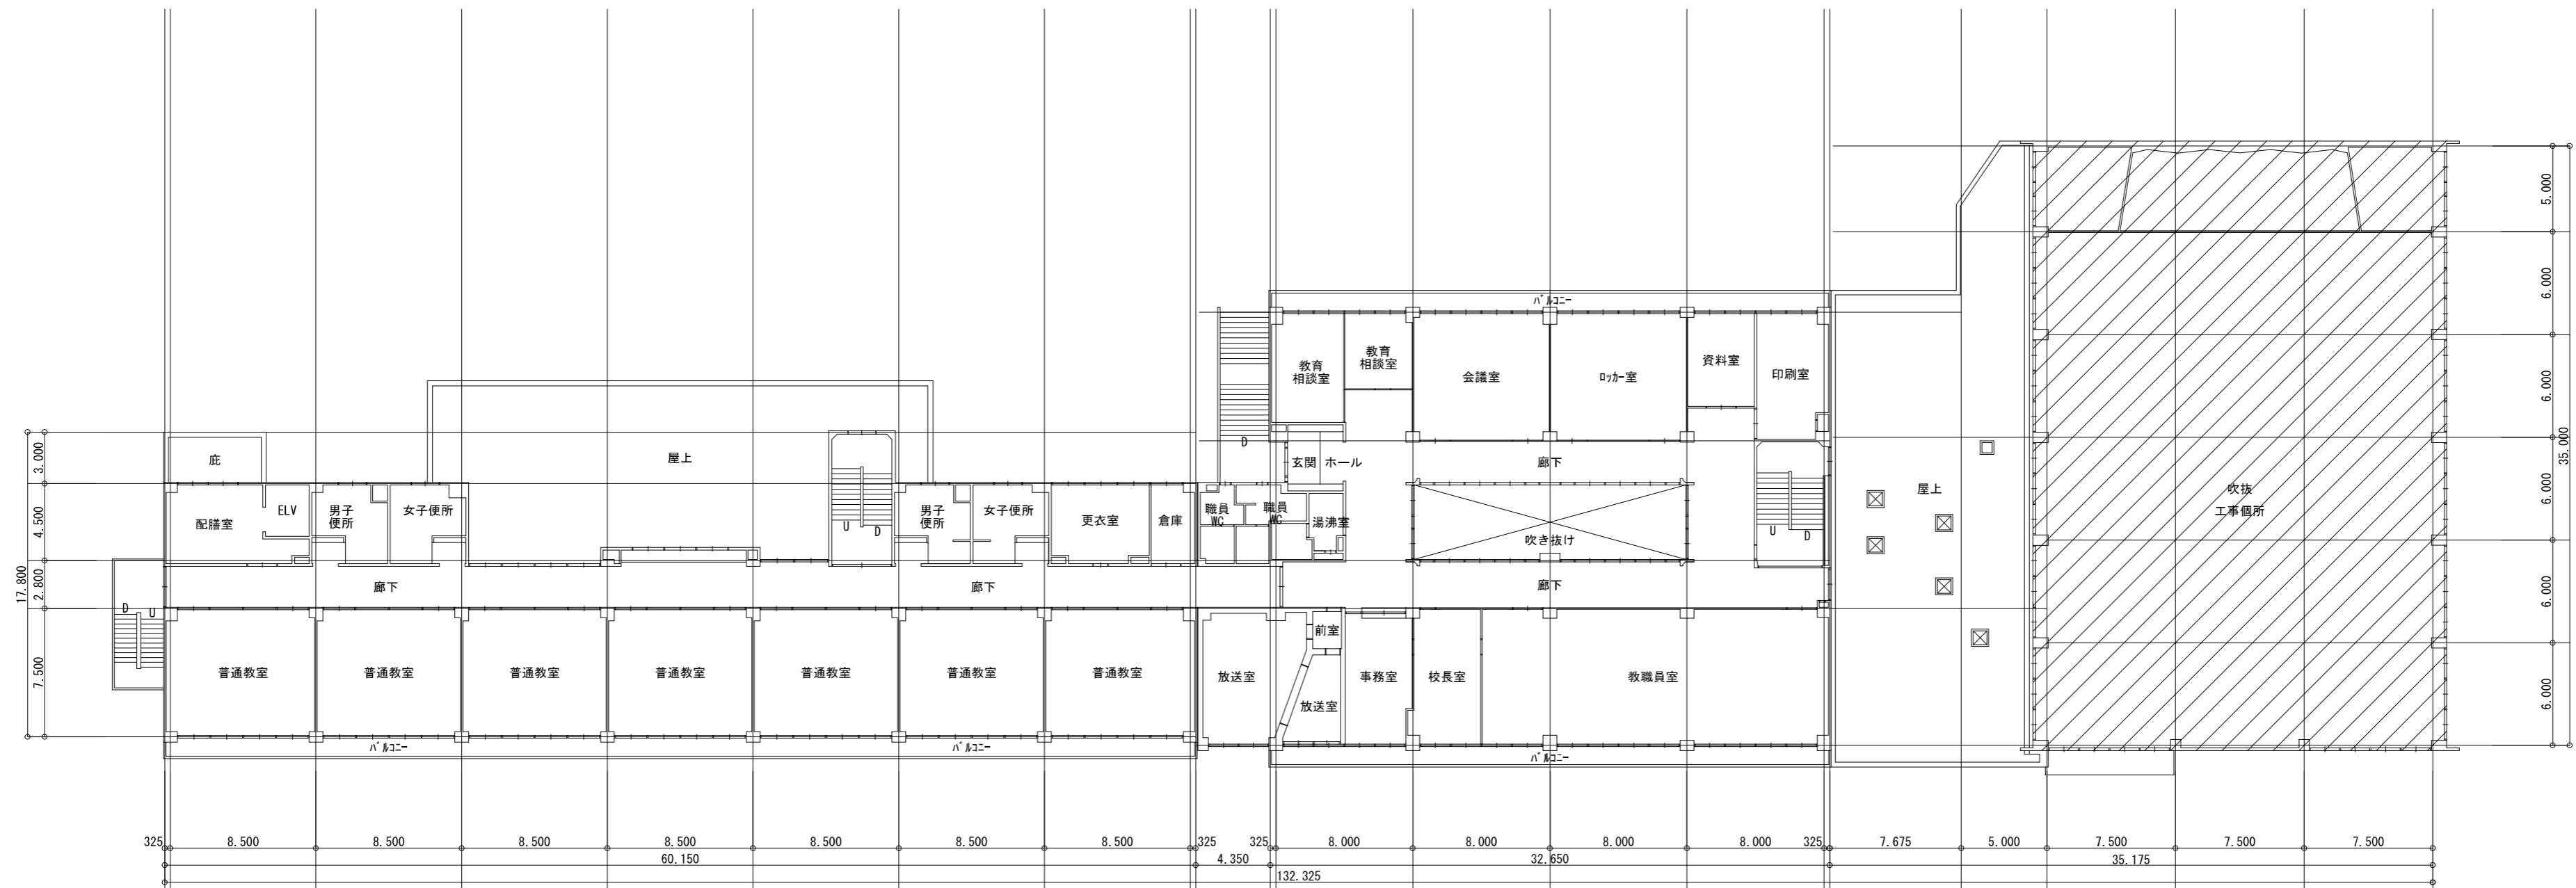 バルコニー
教育
相談室
教育
相談室
会議室
ロッカー室
資料室
印刷室
D
玄関 ホール
廊下
庇
屋上
配膳室
ELV
男子
便所
女子便所
U
D
男子
便所
女子便所
更衣室
倉庫
職員
WC
職員
WC
湯沸室
吹き抜け
U
D
屋上
吹抜
工事個所
D
U
廊下
廊下
廊下
普通教室
普通教室
普通教室
普通教室
普通教室
普通教室
普通教室
放送室
前室
放送室
事務室
校長室
教職員室
バルコニー
バルコニー
バルコニー
3.000
4.500
2.800
7.500
17.800
5.000
6.000
6.000
6.000
6.000
6.000
35.000
325
8.500
8.500
8.500
8.500
8.500
8.500
8.500
325
325
8.000
8.000
8.000
8.000
325
7.675
5.000
7.500
7.500
7.500
60.150
4.350
32.650
35.175
132.325